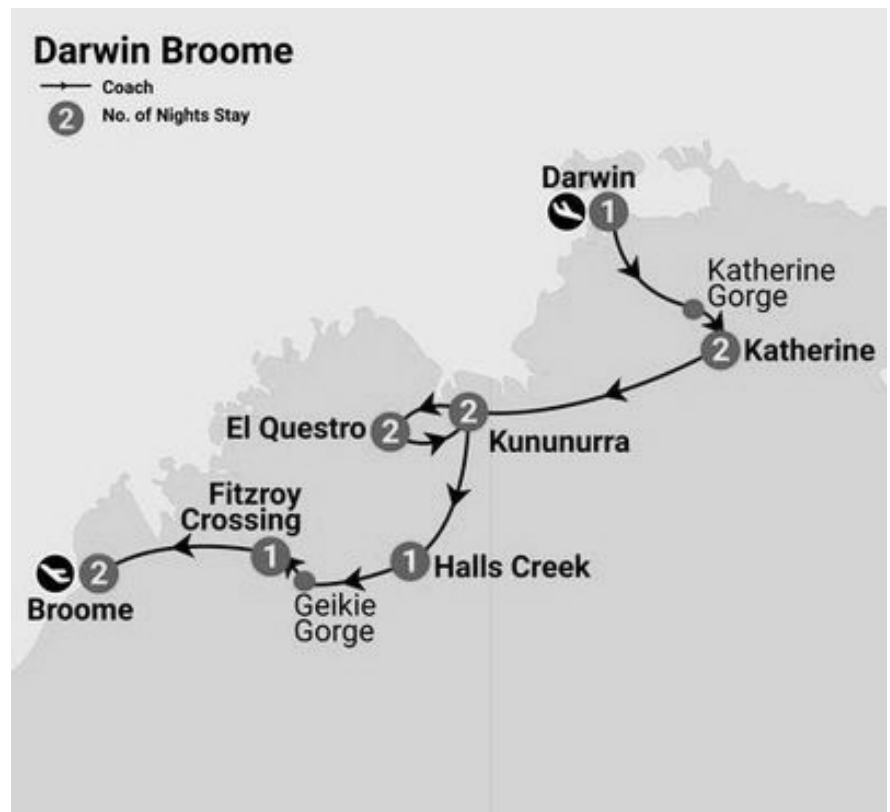 Darwin Broome
Coach
2 No. of Nights Stay
Darwin
1
Katherine
Gorge
2 Katherine
El Questro 2
2
Kununurra
Fitzroy
Crossing
1
1 Halls Creek
Geikie
Gorge
2
Broome